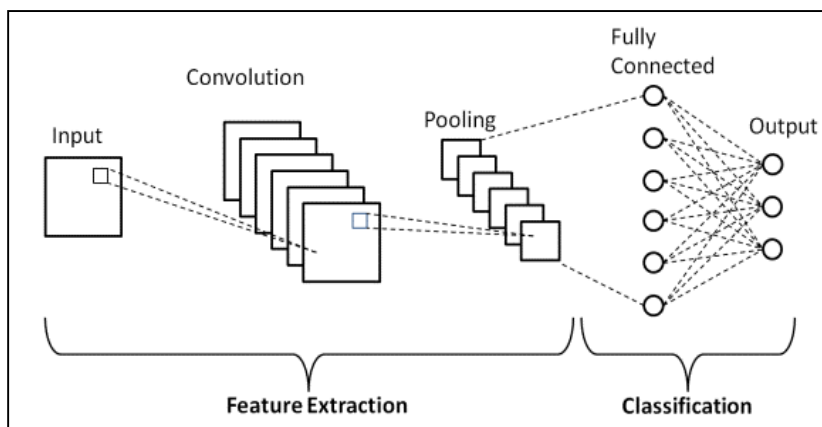 Input
Convolution
Pooling
Fully
Connected
Output
Feature Extraction
Classification